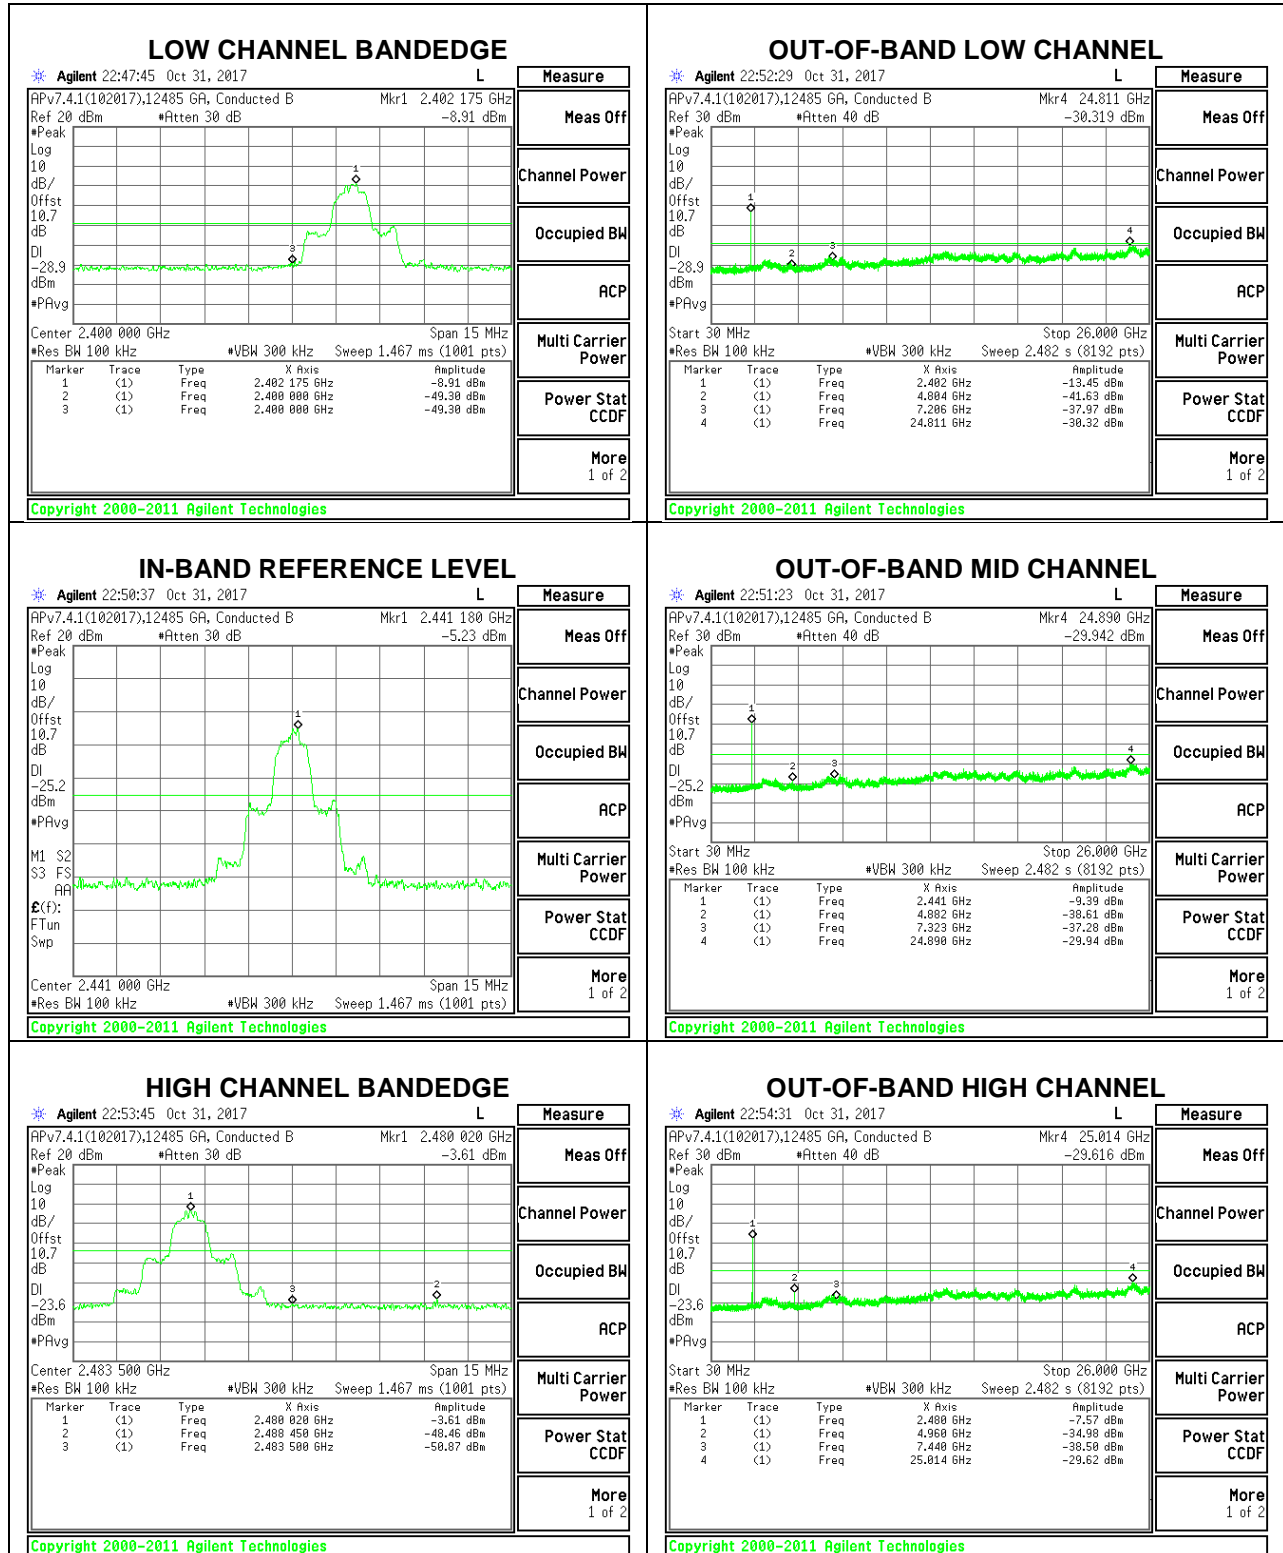 LOW CHANNEL BANDEDGE
Agilent 22:47:45 Oct 31, 2017 L Measure
APv7.4.1(102017),12485 GA, Conducted B Mkr1 2.402 175 GHz
Ref 20 dBm #Atten 30 dB -8.91 dBm Meas Off
#Peak
Log
10
dB/
Offst
10.7
dB
DI
-28.9
dBm
#PAvg
1
3
Channel Power
Occupied BW
ACP
Center 2.400 000 GHz Span 15 MHz
#Res BW 100 kHz #VBW 300 kHz Sweep 1.467 ms (1001 pts)
Multi Carrier
Power
Marker Trace Type X Axis Amplitude
1 (1) Freq 2.402 175 GHz -8.91 dBm
2 (1) Freq 2.400 000 GHz -49.30 dBm
3 (1) Freq 2.400 000 GHz -49.30 dBm
Power Stat
CCDF
More
1 of 2
Copyright 2000-2011 Agilent Technologies
OUT-OF-BAND LOW CHANNEL
Agilent 22:52:29 Oct 31, 2017 L Measure
APv7.4.1(102017),12485 GA, Conducted B Mkr4 24.811 GHz
Ref 30 dBm #Atten 40 dB -30.319 dBm Meas Off
#Peak
Log
10
dB/
Offst
10.7
dB
DI
-28.9
dBm
#PAvg
1
2
3
4
Channel Power
Occupied BW
ACP
Start 30 MHz Stop 26.000 GHz
#Res BW 100 kHz #VBW 300 kHz Sweep 2.482 s (8192 pts)
Multi Carrier
Power
Marker Trace Type X Axis Amplitude
1 (1) Freq 2.402 GHz -13.45 dBm
2 (1) Freq 4.804 GHz -41.63 dBm
3 (1) Freq 7.206 GHz -37.97 dBm
4 (1) Freq 24.811 GHz -30.32 dBm
Power Stat
CCDF
More
1 of 2
Copyright 2000-2011 Agilent Technologies
IN-BAND REFERENCE LEVEL
Agilent 22:50:37 Oct 31, 2017 L Measure
APv7.4.1(102017),12485 GA, Conducted B Mkr1 2.441 180 GHz
Ref 20 dBm #Atten 30 dB -5.23 dBm Meas Off
#Peak
Log
10
dB/
Offst
10.7
dB
DI
-25.2
dBm
#PAvg
M1 S2
S3 FS
AA
£(f):
FTun
Swp
1
Channel Power
Occupied BW
ACP
Multi Carrier
Power
Power Stat
CCDF
More
1 of 2
Center 2.441 000 GHz Span 15 MHz
#Res BW 100 kHz #VBW 300 kHz Sweep 1.467 ms (1001 pts)
Copyright 2000-2011 Agilent Technologies
OUT-OF-BAND MID CHANNEL
Agilent 22:51:23 Oct 31, 2017 L Measure
APv7.4.1(102017),12485 GA, Conducted B Mkr4 24.890 GHz
Ref 30 dBm #Atten 40 dB -29.942 dBm Meas Off
#Peak
Log
10
dB/
Offst
10.7
dB
DI
-25.2
dBm
#PAvg
1
2
3
4
Channel Power
Occupied BW
ACP
Start 30 MHz Stop 26.000 GHz
#Res BW 100 kHz #VBW 300 kHz Sweep 2.482 s (8192 pts)
Multi Carrier
Power
Marker Trace Type X Axis Amplitude
1 (1) Freq 2.441 GHz -9.39 dBm
2 (1) Freq 4.882 GHz -38.61 dBm
3 (1) Freq 7.323 GHz -37.28 dBm
4 (1) Freq 24.890 GHz -29.94 dBm
Power Stat
CCDF
More
1 of 2
Copyright 2000-2011 Agilent Technologies
HIGH CHANNEL BANDEDGE
Agilent 22:53:45 Oct 31, 2017 L Measure
APv7.4.1(102017),12485 GA, Conducted B Mkr1 2.480 020 GHz
Ref 20 dBm #Atten 30 dB -3.61 dBm Meas Off
#Peak
Log
10
dB/
Offst
10.7
dB
DI
-23.6
dBm
#PAvg
1
3
2
Channel Power
Occupied BW
ACP
Center 2.483 500 GHz Span 15 MHz
#Res BW 100 kHz #VBW 300 kHz Sweep 1.467 ms (1001 pts)
Multi Carrier
Power
Marker Trace Type X Axis Amplitude
1 (1) Freq 2.480 020 GHz -3.61 dBm
2 (1) Freq 2.488 450 GHz -48.46 dBm
3 (1) Freq 2.483 500 GHz -50.87 dBm
Power Stat
CCDF
More
1 of 2
Copyright 2000-2011 Agilent Technologies
OUT-OF-BAND HIGH CHANNEL
Agilent 22:54:31 Oct 31, 2017 L Measure
APv7.4.1(102017),12485 GA, Conducted B Mkr4 25.014 GHz
Ref 30 dBm #Atten 40 dB -29.616 dBm Meas Off
#Peak
Log
10
dB/
Offst
10.7
dB
DI
-23.6
dBm
#PAvg
1
2
3
4
Channel Power
Occupied BW
ACP
Start 30 MHz Stop 26.000 GHz
#Res BW 100 kHz #VBW 300 kHz Sweep 2.482 s (8192 pts)
Multi Carrier
Power
Marker Trace Type X Axis Amplitude
1 (1) Freq 2.480 GHz -7.57 dBm
2 (1) Freq 4.960 GHz -34.98 dBm
3 (1) Freq 7.440 GHz -38.50 dBm
4 (1) Freq 25.014 GHz -29.62 dBm
Power Stat
CCDF
More
1 of 2
Copyright 2000-2011 Agilent Technologies